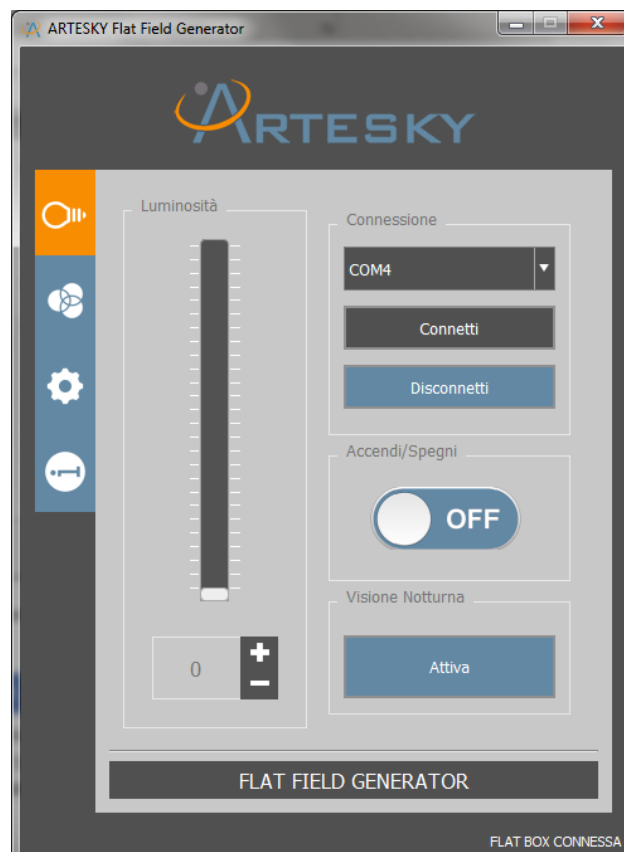 ARTESKY Flat Field Generator
ARTESKY
Luminosità
Connessione
COM4
Connetti
Disconnetti
Accendi/Spegni
OFF
Visione Notturna
0
Attiva
FLAT FIELD GENERATOR
FLAT BOX CONNESSA